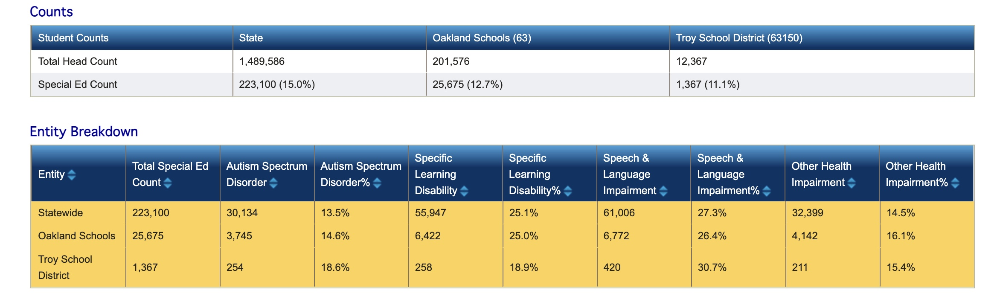 Counts
Student Counts State Oakland Schools (63) Troy School District (63150)
Total Head Count 1,489,586 201,576 12,367
Special Ed Count 223,100 (15.0%) 25,675 (12.7%) 1,367 (11.1%)
Entity Breakdown
Entity Total Special Ed Count Autism Spectrum Disorder Autism Spectrum Disorder% Specific Learning Disability Specific Learning Disability% Speech & Language Impairment Speech & Language Impairment% Other Health Impairment Other Health Impairment%
Statewide 223,100 30,134 13.5% 55,947 25.1% 61,006 27.3% 32,399 14.5%
Oakland Schools 25,675 3,745 14.6% 6,422 25.0% 6,772 26.4% 4,142 16.1%
Troy School District 1,367 254 18.6% 258 18.9% 420 30.7% 211 15.4%